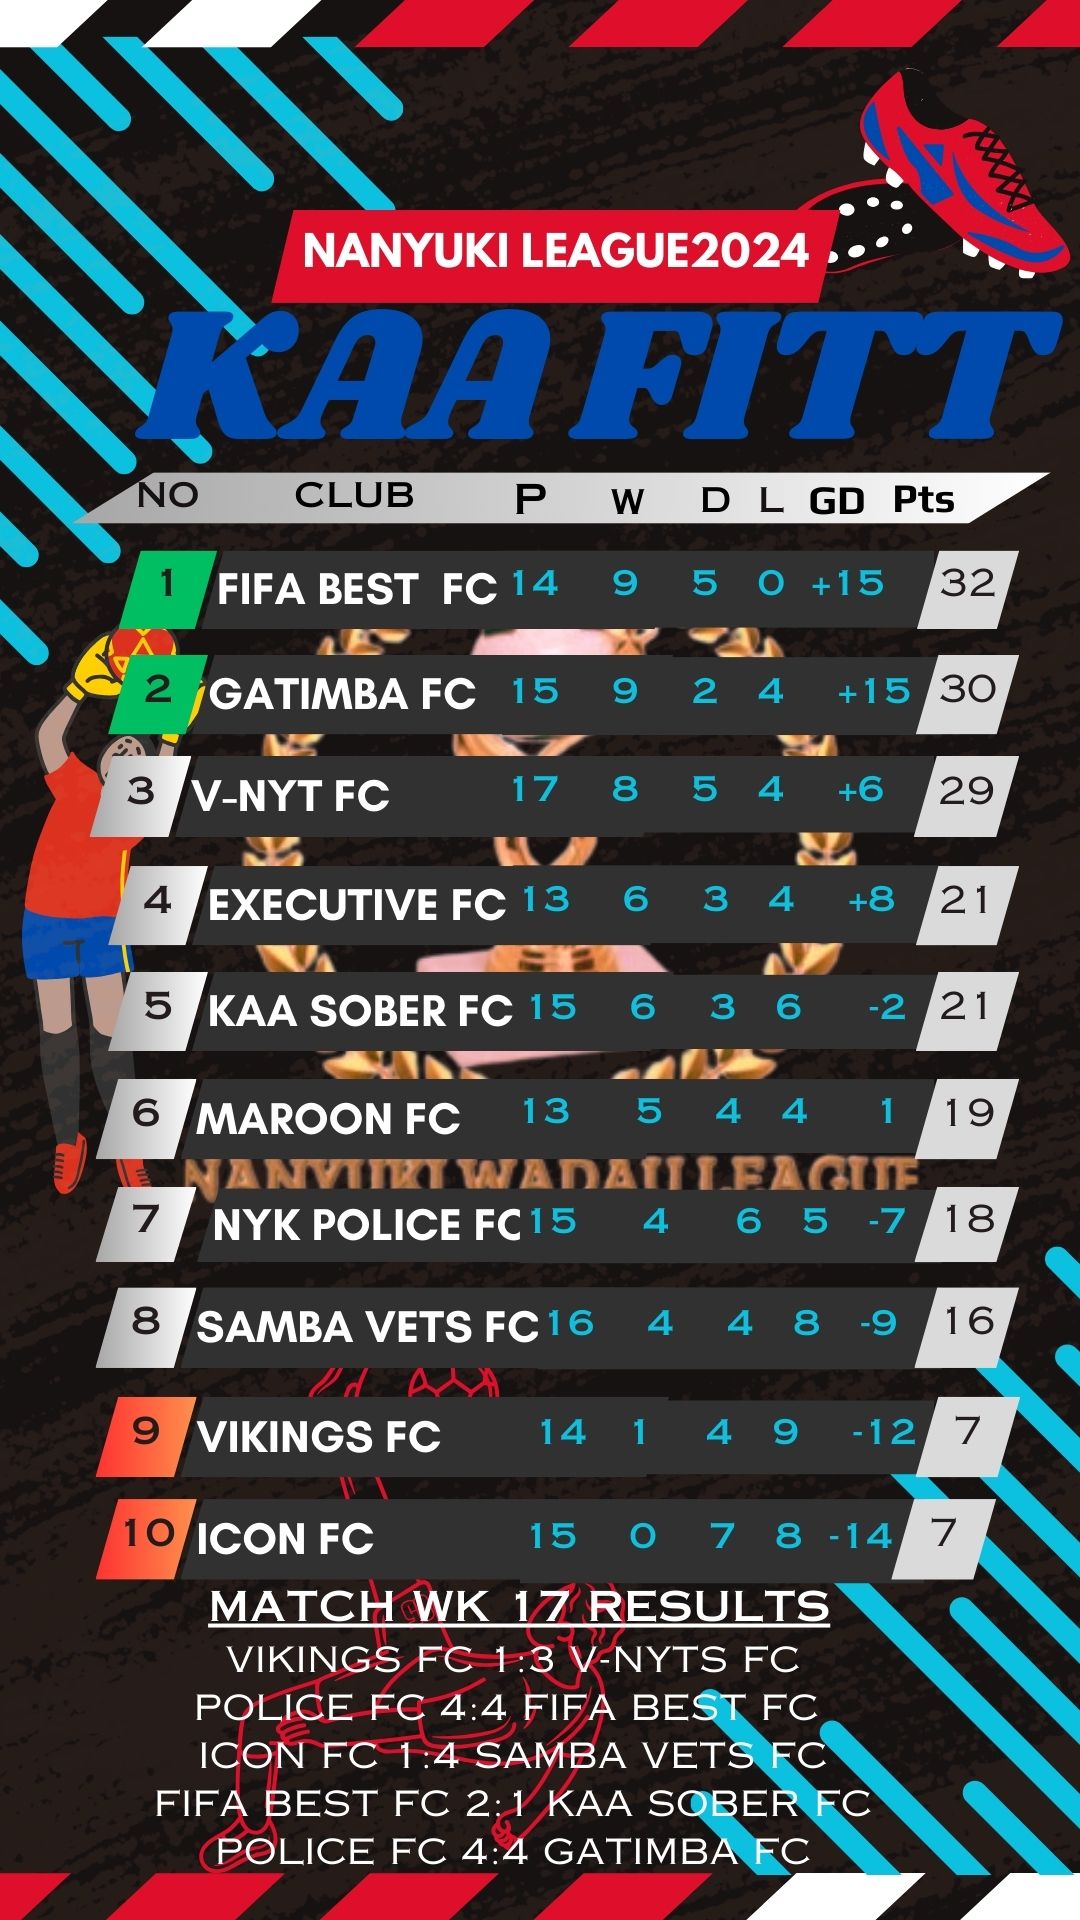 NANYUKI LEAGUE2024
KAA FITT
NO CLUB P W D L GD Pts
1 FIFA BEST FC 14 9 5 0 +15 32
2 GATIMBA FC 15 9 2 4 +15 30
3 V-NYT FC 17 8 5 4 +6 29
4 EXECUTIVE FC 13 6 3 4 +8 21
5 KAA SOBER FC 15 6 3 6 -2 21
6 MAROON FC 13 5 4 4 1 19
NANYUKI WADAU LEAGUE
7 NYK POLICE FC 15 4 6 5 -7 18
8 SAMBA VETS FC 16 4 4 8 -9 16
9 VIKINGS FC 14 1 4 9 -12 7
10 ICON FC 15 0 7 8 -14 7
MATCH WK 17 RESULTS
VIKINGS FC 1:3 V-NYTS FC
POLICE FC 4:4 FIFA BEST FC
ICON FC 1:4 SAMBA VETS FC
FIFA BEST FC 2:1 KAA SOBER FC
POLICE FC 4:4 GATIMBA FC